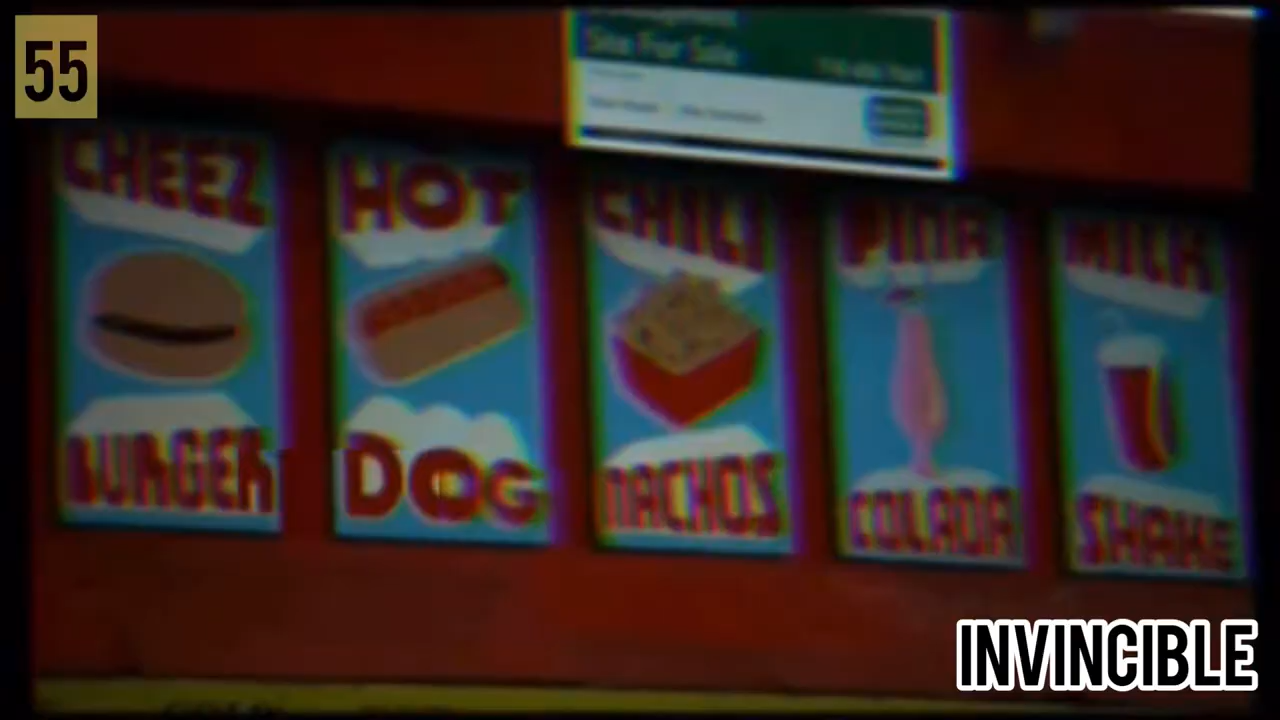 55
Site For Sale
CHEEZ
BURGER
HOT
DOG
CHILI
NACHOS
PINA
COLADA
MILK
SHAKE
INVINCIBLE